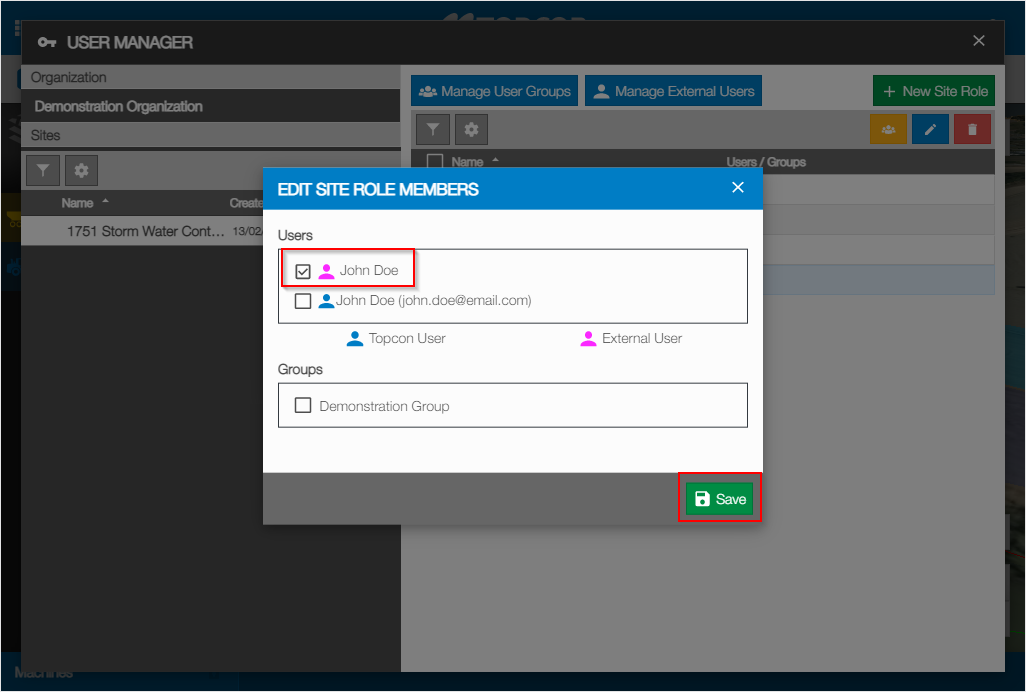 TOPCON
USER MANAGER
Organization
Demonstration Organization
Sites
Name
Create
1751 Storm Water Cont... 13/02/
Manage User Groups Manage External Users + New Site Role
Name Users / Groups
EDIT SITE ROLE MEMBERS
Users
John Doe
John Doe (john.doe@email.com)
Topcon User External User
Groups
Demonstration Group
Save
Machines